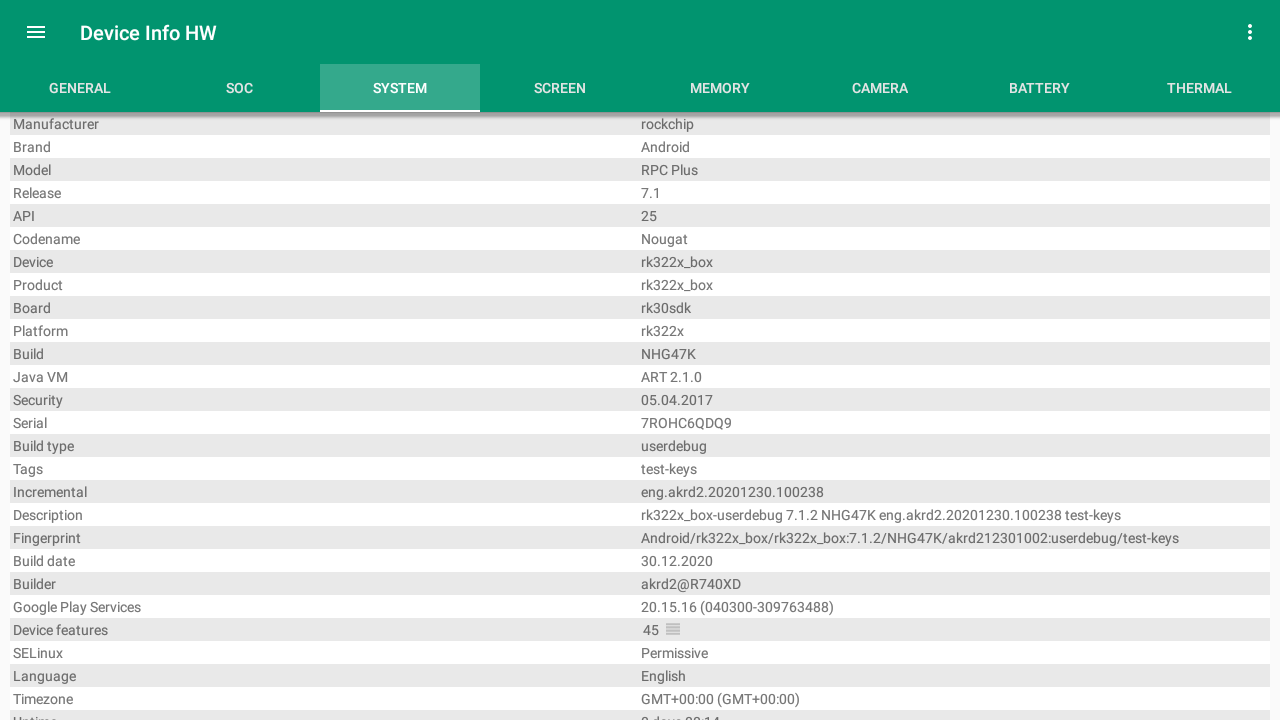 Device Info HW
GENERAL SOC SYSTEM SCREEN MEMORY CAMERA BATTERY THERMAL
Manufacturer rockchip
Brand Android
Model RPC Plus
Release 7.1
API 25
Codename Nougat
Device rk322x_box
Product rk322x_box
Board rk30sdk
Platform rk322x
Build NHG47K
Java VM ART 2.1.0
Security 05.04.2017
Serial 7ROHC6QDQ9
Build type userdebug
Tags test-keys
Incremental eng.akrd2.20201230.100238
Description rk322x_box-userdebug 7.1.2 NHG47K eng.akrd2.20201230.100238 test-keys
Fingerprint Android/rk322x_box/rk322x_box:7.1.2/NHG47K/akrd212301002:userdebug/test-keys
Build date 30.12.2020
Builder akrd2@R740XD
Google Play Services 20.15.16 (040300-309763488)
Device features 45
SELinux Permissive
Language English
Timezone GMT+00:00 (GMT+00:00)